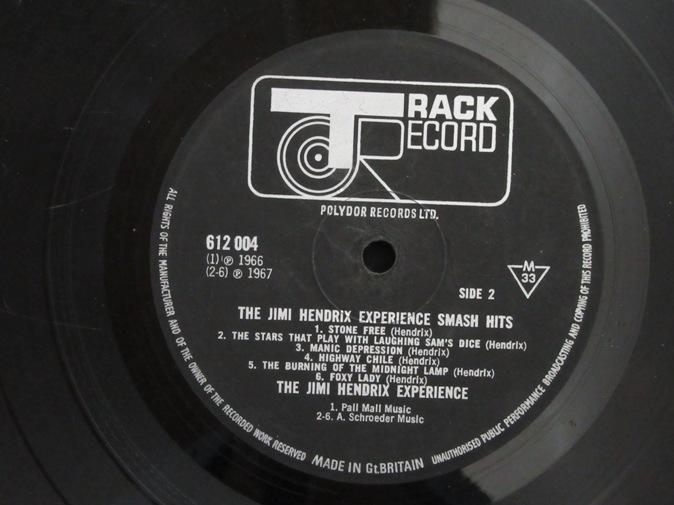 TRACK
RECORD
POLYDOR RECORDS LTD.
612 004
(1) ℗ 1966
(2-6) ℗ 1967
M
33
SIDE 2
THE JIMI HENDRIX EXPERIENCE SMASH HITS
1. STONE FREE (Hendrix)
2. THE STARS THAT PLAY WITH LAUGHING SAM'S DICE (Hendrix)
3. MANIC DEPRESSION (Hendrix)
4. HIGHWAY CHILE (Hendrix)
5. THE BURNING OF THE MIDNIGHT LAMP (Hendrix)
6. FOXY LADY (Hendrix)
THE JIMI HENDRIX EXPERIENCE
1. Pall Mall Music
2-6. A. Schroeder Music
ALL RIGHTS OF THE MANUFACTURER AND OF THE OWNER OF THE RECORDED WORK RESERVED
MADE IN Gt.BRITAIN
UNAUTHORISED PUBLIC PERFORMANCE BROADCASTING AND COPYING OF THIS RECORD PROHIBITED